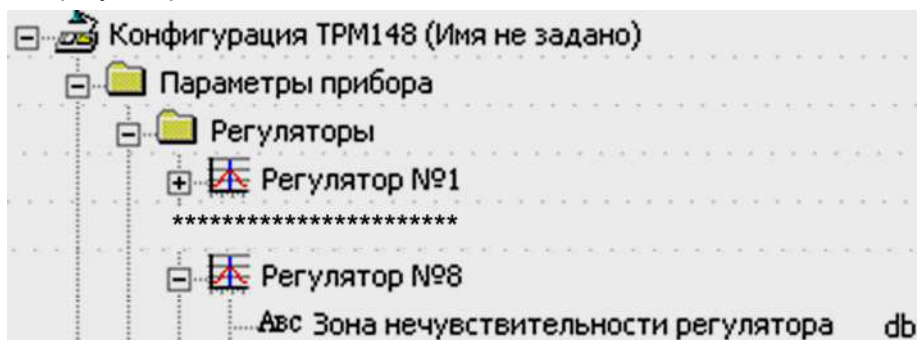 Конфигурация ТРМ148 (Имя не задано)
Параметры прибора
Регуляторы
Регулятор №1
***********************
Регулятор №8
Авс Зона нечувствительности регулятора db